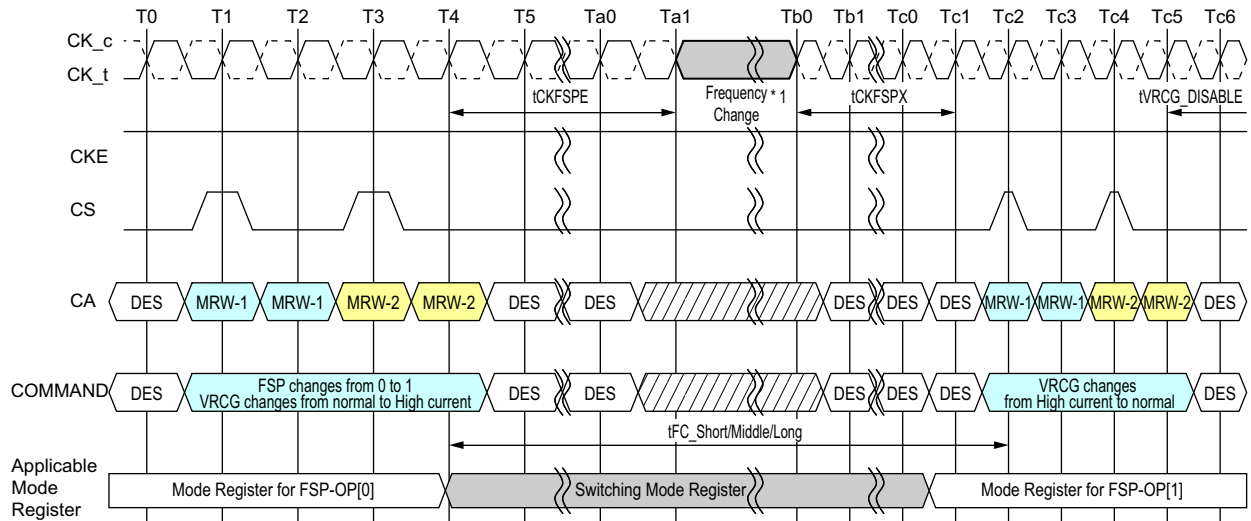 T0 T1 T2 T3 T4 T5 Ta0 Ta1 Tb0 Tb1 Tc0 Tc1 Tc2 Tc3 Tc4 Tc5 Tc6
CK_c
CK_t
tCKFSPE
Frequency * 1
Change
tCKFSPX
tVRCG_DISABLE
CKE
CS
CA DES MRW-1 MRW-1 MRW-2 MRW-2 DES DES DES DES DES MRW-1 MRW-1 MRW-2 MRW-2 DES
COMMAND DES
FSP changes from 0 to 1
VRCG changes from normal to High current
DES DES DES DES DES
VRCG changes
from High current to normal
DES
tFC_Short/Middle/Long
Applicable
Mode
Register
Mode Register for FSP-OP[0] Switching Mode Register Mode Register for FSP-OP[1]